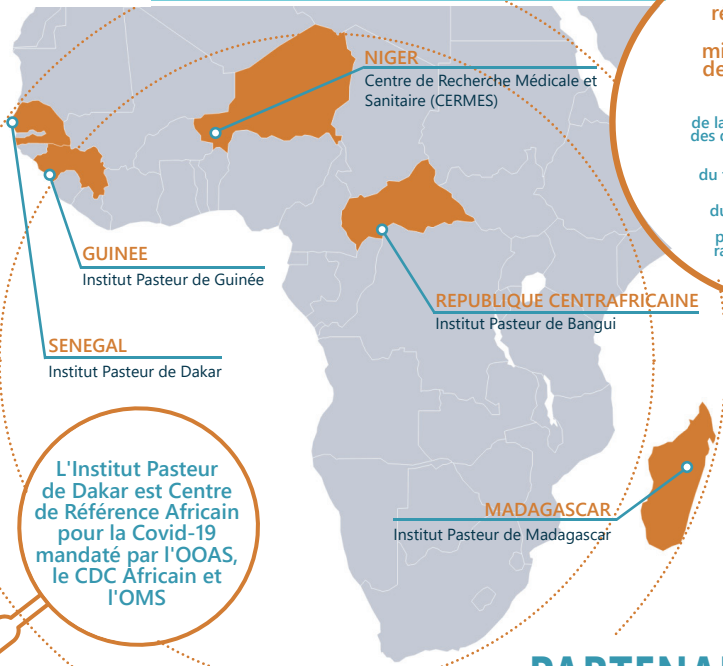 NIGER
Centre de Recherche Médicale et
Sanitaire (CERMES)
GUINEE
Institut Pasteur de Guinée
REPUBLIQUE CENTRAFRICAINE
Institut Pasteur de Bangui
SENEGAL
Institut Pasteur de Dakar
L'Institut Pasteur
de Dakar est Centre
de Référence Africain
pour la Covid-19
mandaté par l'OOAS,
le CDC Africain et
l'OMS
MADAGASCAR
Institut Pasteur de Madagascar
de la